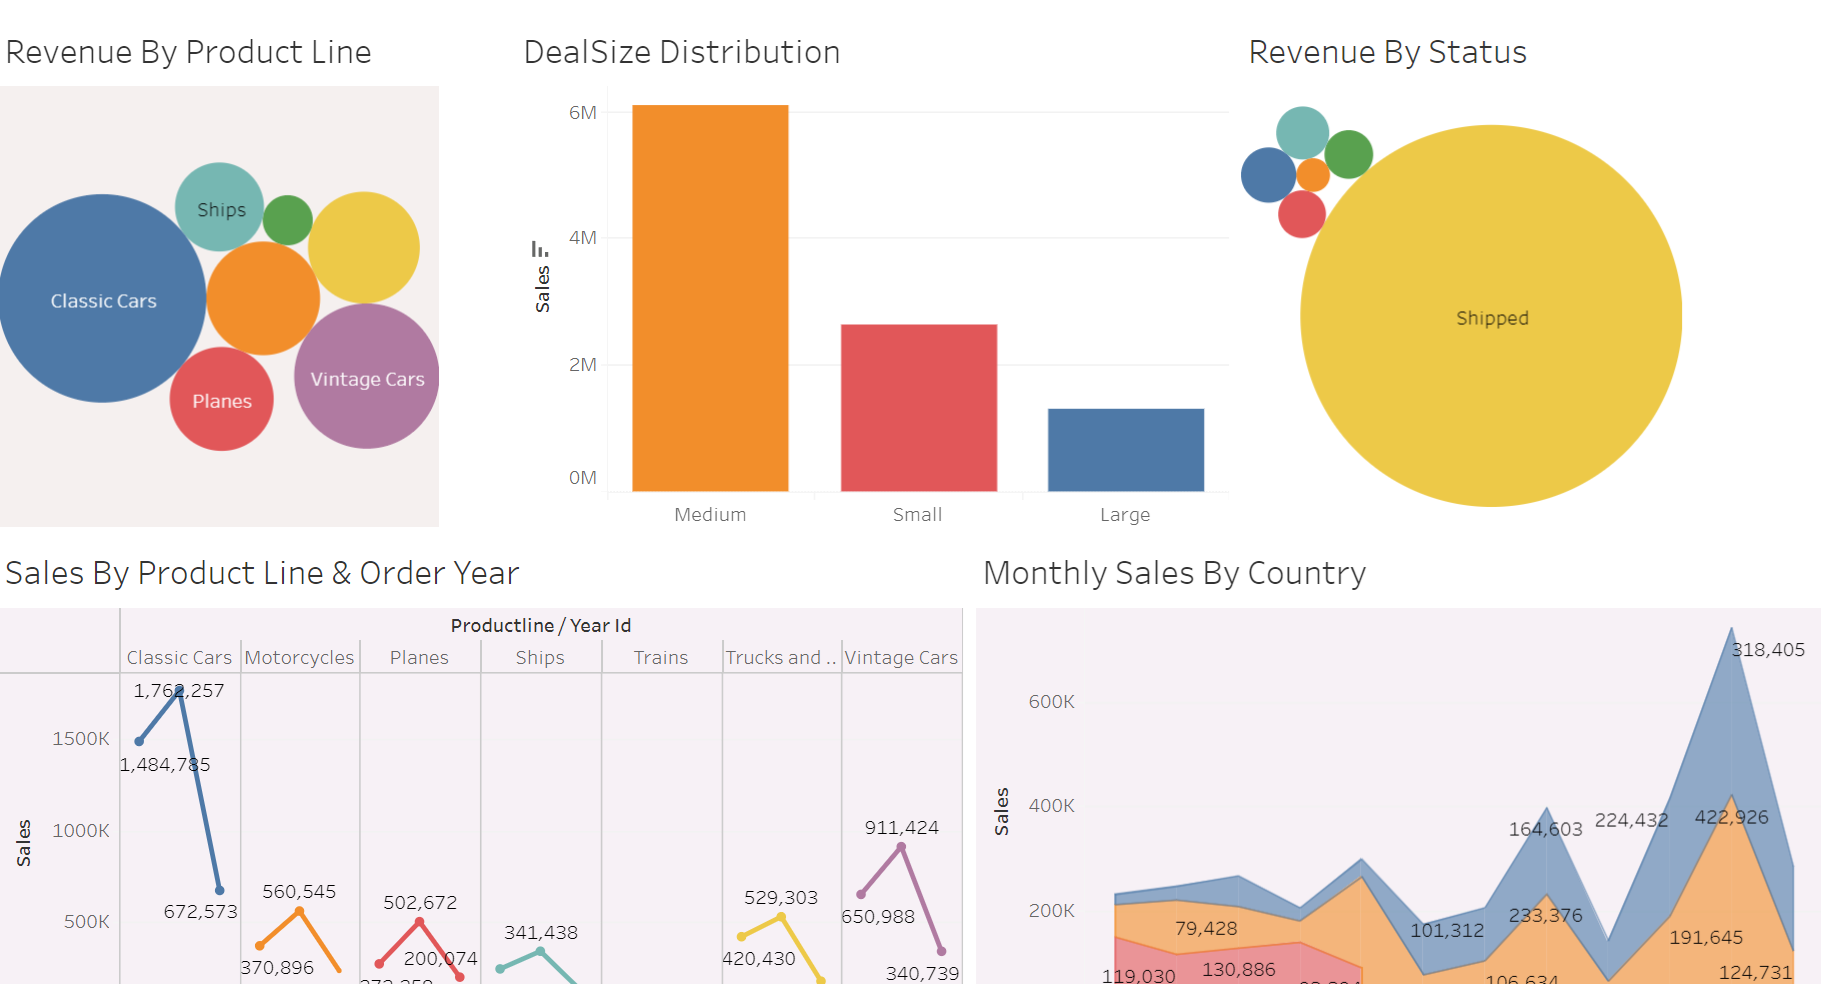 Revenue By Product Line
DealSize Distribution
Revenue By Status
Ships
Classic Cars
Planes
Vintage Cars
6M
4M
2M
0M
Sales
Medium
Small
Large
Shipped
Sales By Product Line & Order Year
Monthly Sales By Country
Productline / Year Id
Classic Cars
Motorcycles
Planes
Ships
Trains
Trucks and ..
Vintage Cars
1500K
1000K
500K
Sales
1,762,257
1,484,785
672,573
560,545
370,896
502,672
200,074
341,438
529,303
420,430
911,424
650,988
340,739
600K
400K
200K
Sales
318,405
164,603
224,432
422,926
79,428
233,376
101,312
191,645
119,030
130,886
106,634
124,731